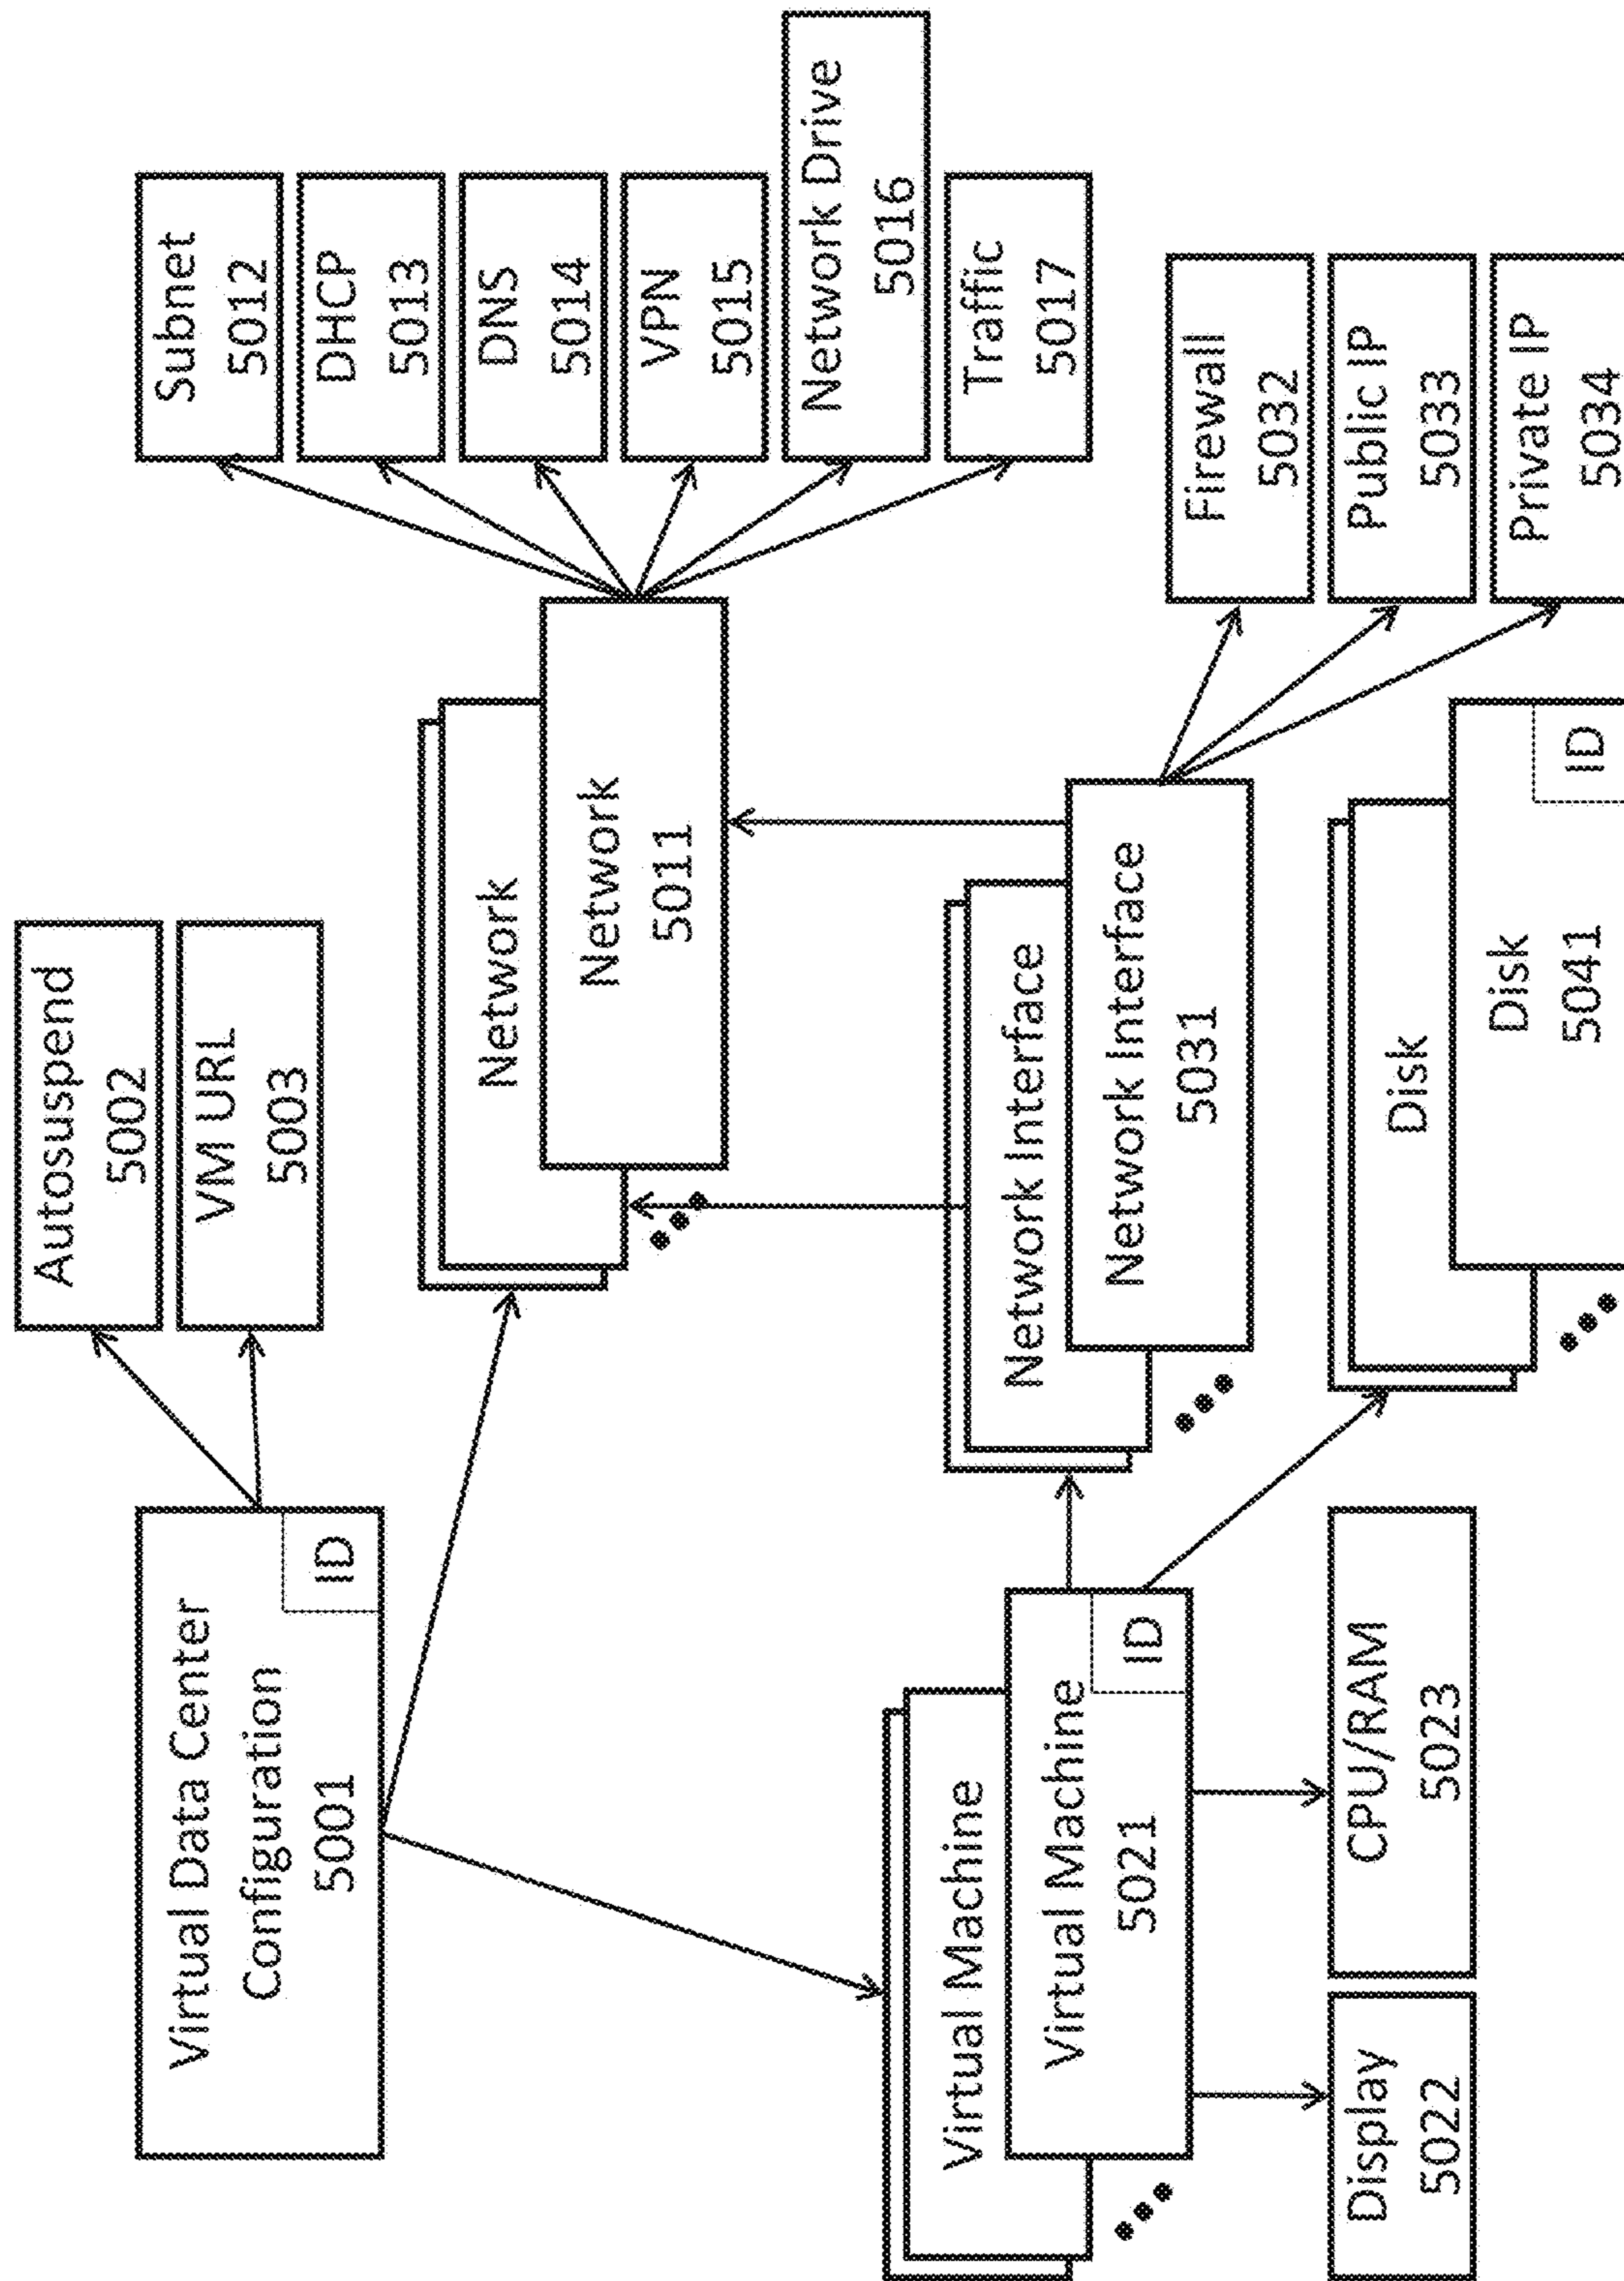 Virtual Data Center
Configuration
5001
ID
Autosuspend
5002
VM URL
5003
Network
Network
5011
Subnet
5012
DHCP
5013
DNS
5014
VPN
5015
Network Drive
5016
Traffic
5017
Virtual Machine
Virtual Machine
5021
ID
Display
5022
CPU/RAM
5023
Network Interface
Network Interface
5031
Firewall
5032
Public IP
5033
Private IP
5034
Disk
Disk
5041
ID